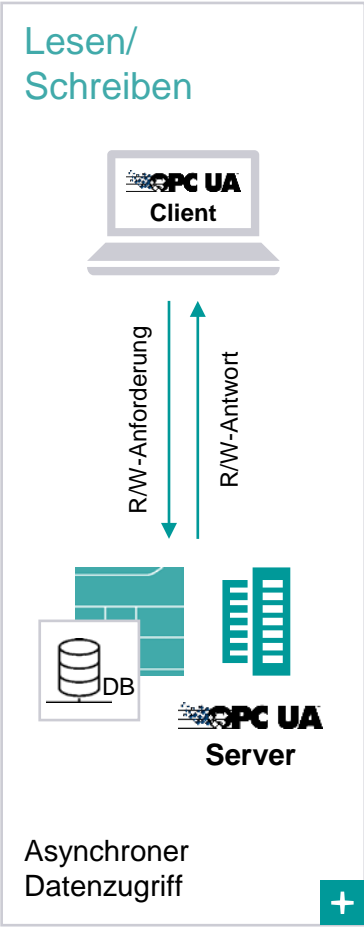 Lesen/
Schreiben
OPC UA
Client
R/W-Anforderung
R/W-Antwort
DB
OPC UA
Server
Asynchroner
Datenzugriff
+